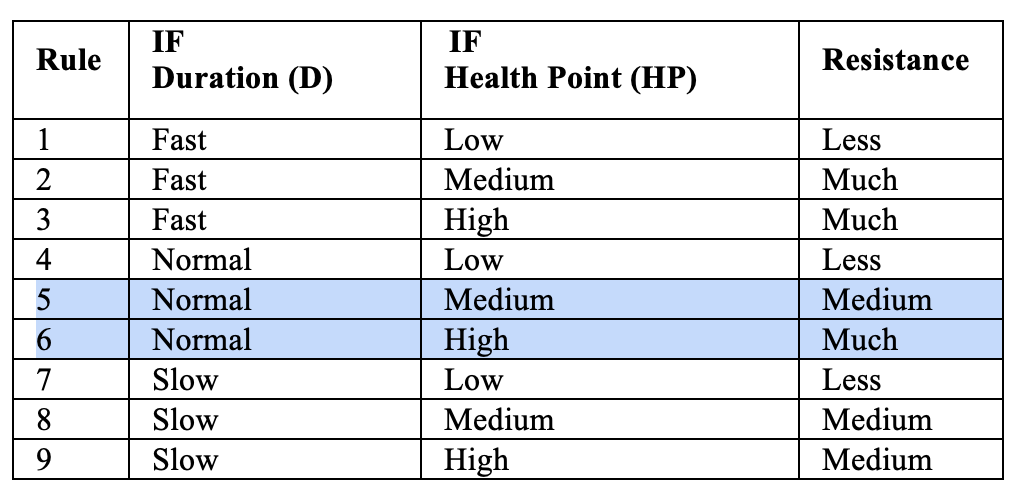 Rule IF Duration (D) IF Health Point (HP) Resistance
1 Fast Low Less
2 Fast Medium Much
3 Fast High Much
4 Normal Low Less
5 Normal Medium Medium
6 Normal High Much
7 Slow Low Less
8 Slow Medium Medium
9 Slow High Medium